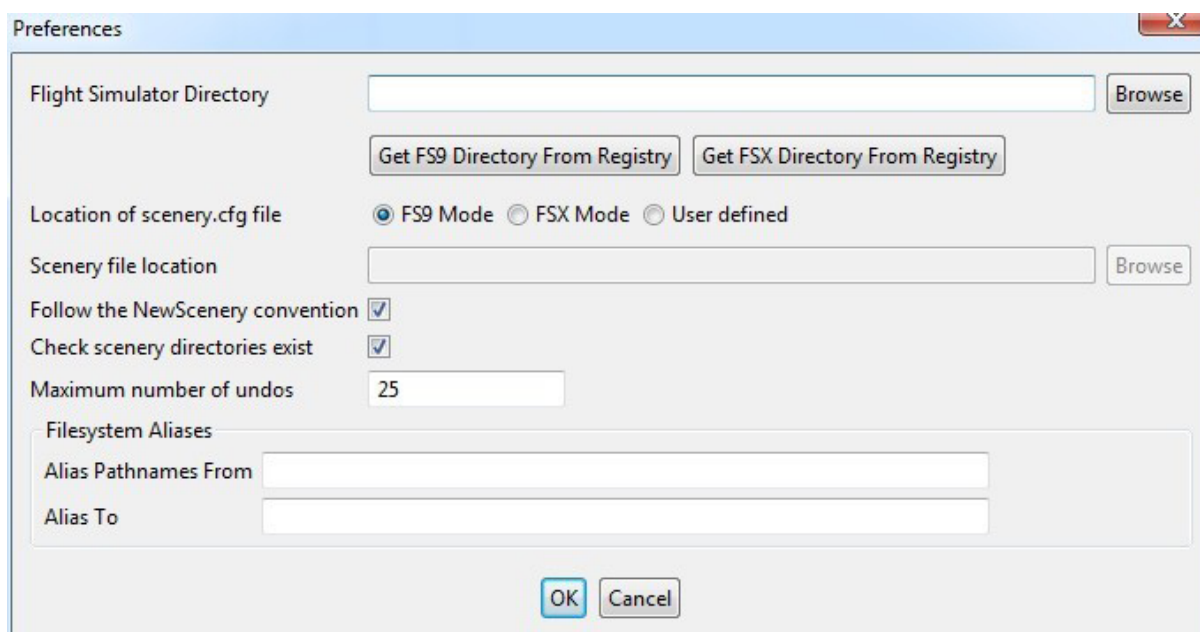 Preferences
Flight Simulator Directory Browse
Get FS9 Directory From Registry Get FSX Directory From Registry
Location of scenery.cfg file FS9 Mode FSX Mode User defined
Scenery file location Browse
Follow the NewScenery convention
Check scenery directories exist
Maximum number of undos 25
Filesystem Aliases
Alias Pathnames From
Alias To
OK Cancel